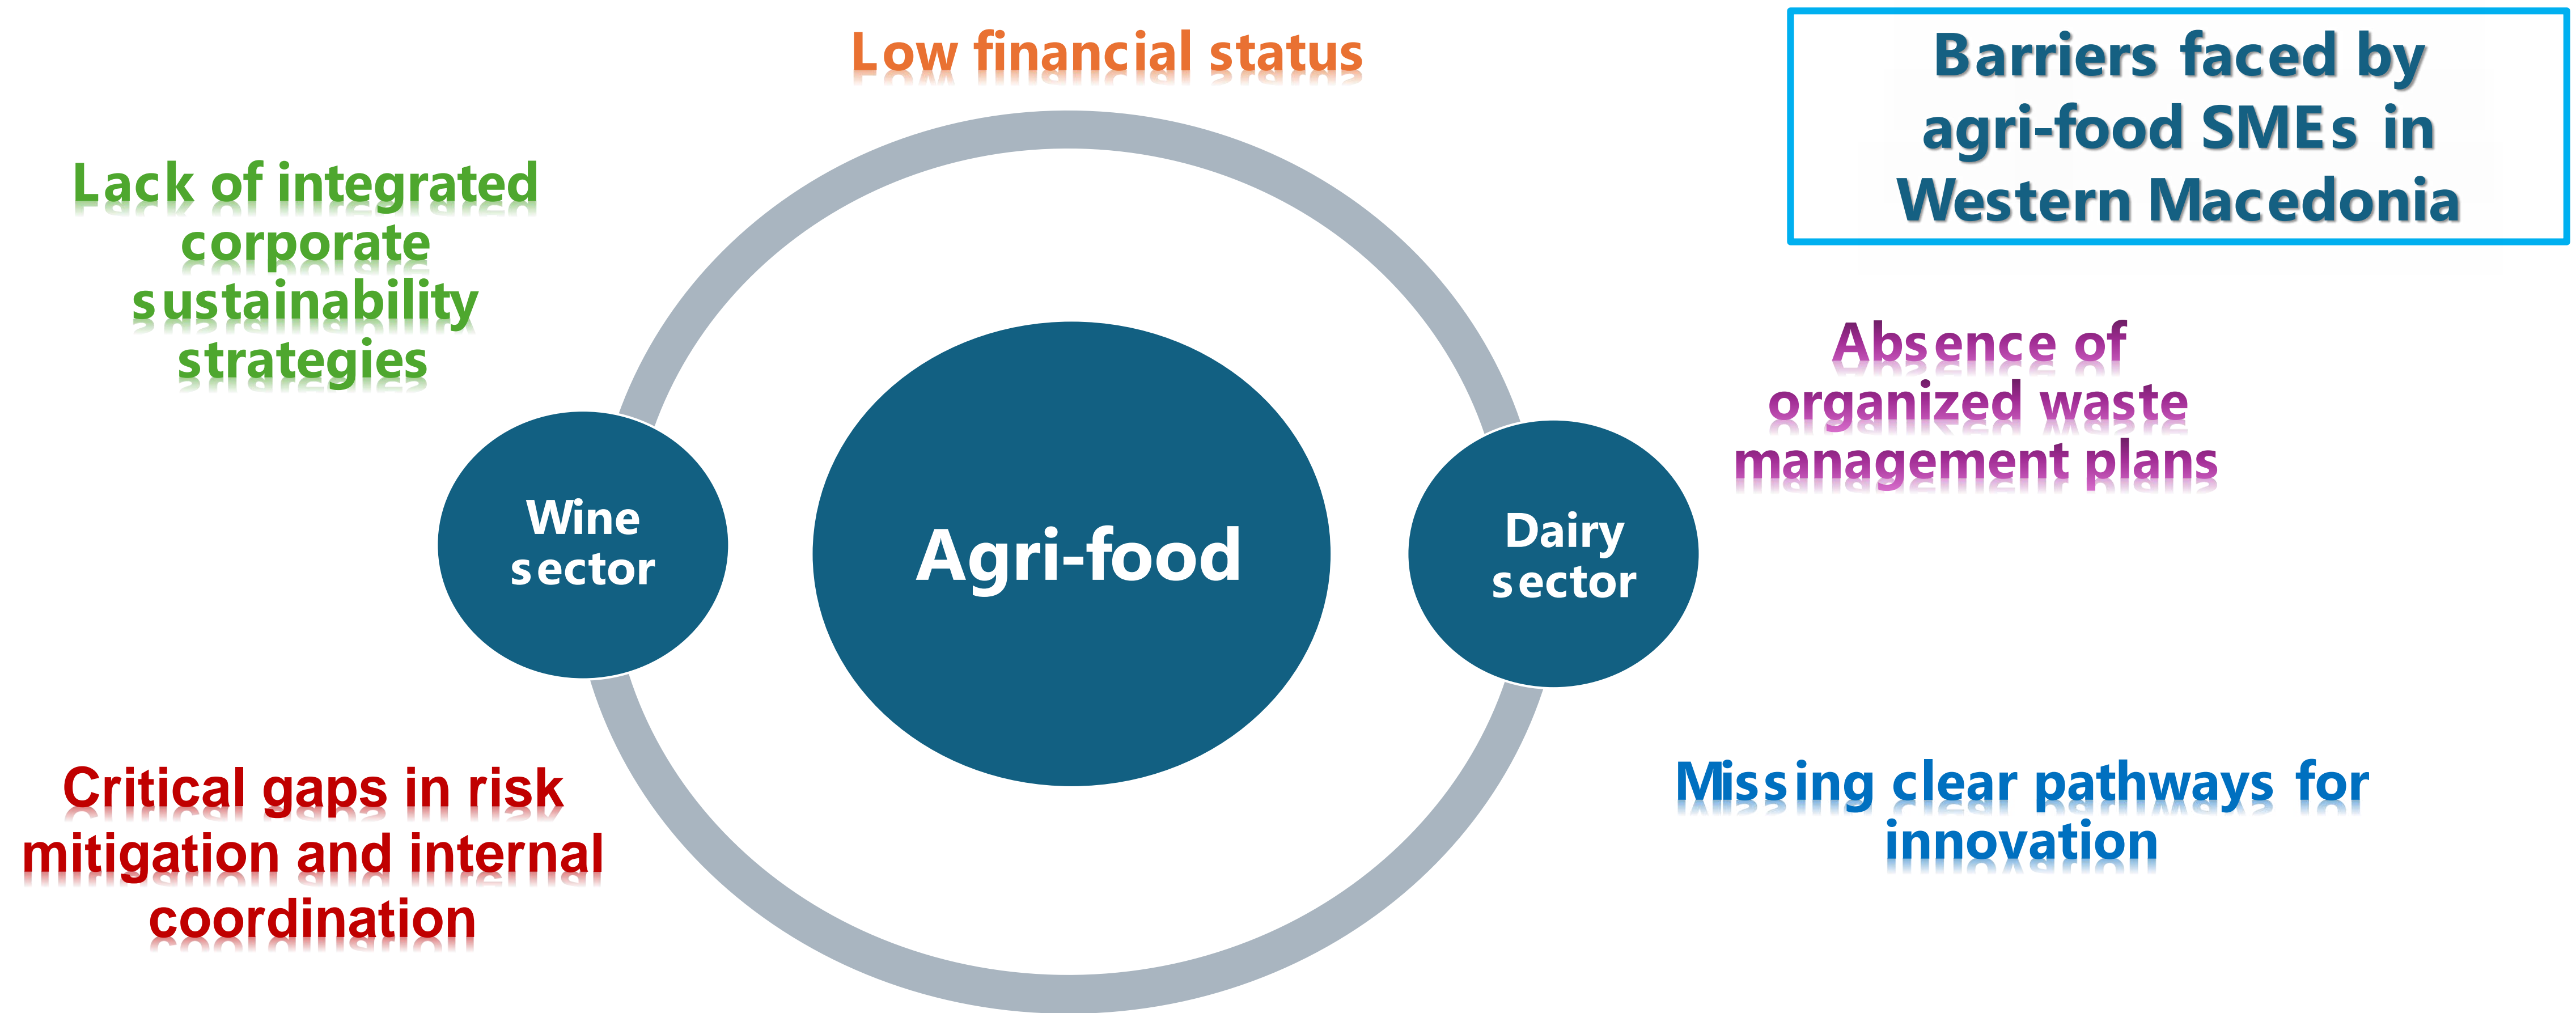 Low financial status
Barriers faced by
agri-food SMEs in
Western Macedonia
Lack of integrated
corporate
sustainability
strategies
Absence of
organized waste
management plans
Wine
sector
Agri-food
Dairy
sector
Critical gaps in risk
mitigation and internal
coordination
Missing clear pathways for
innovation